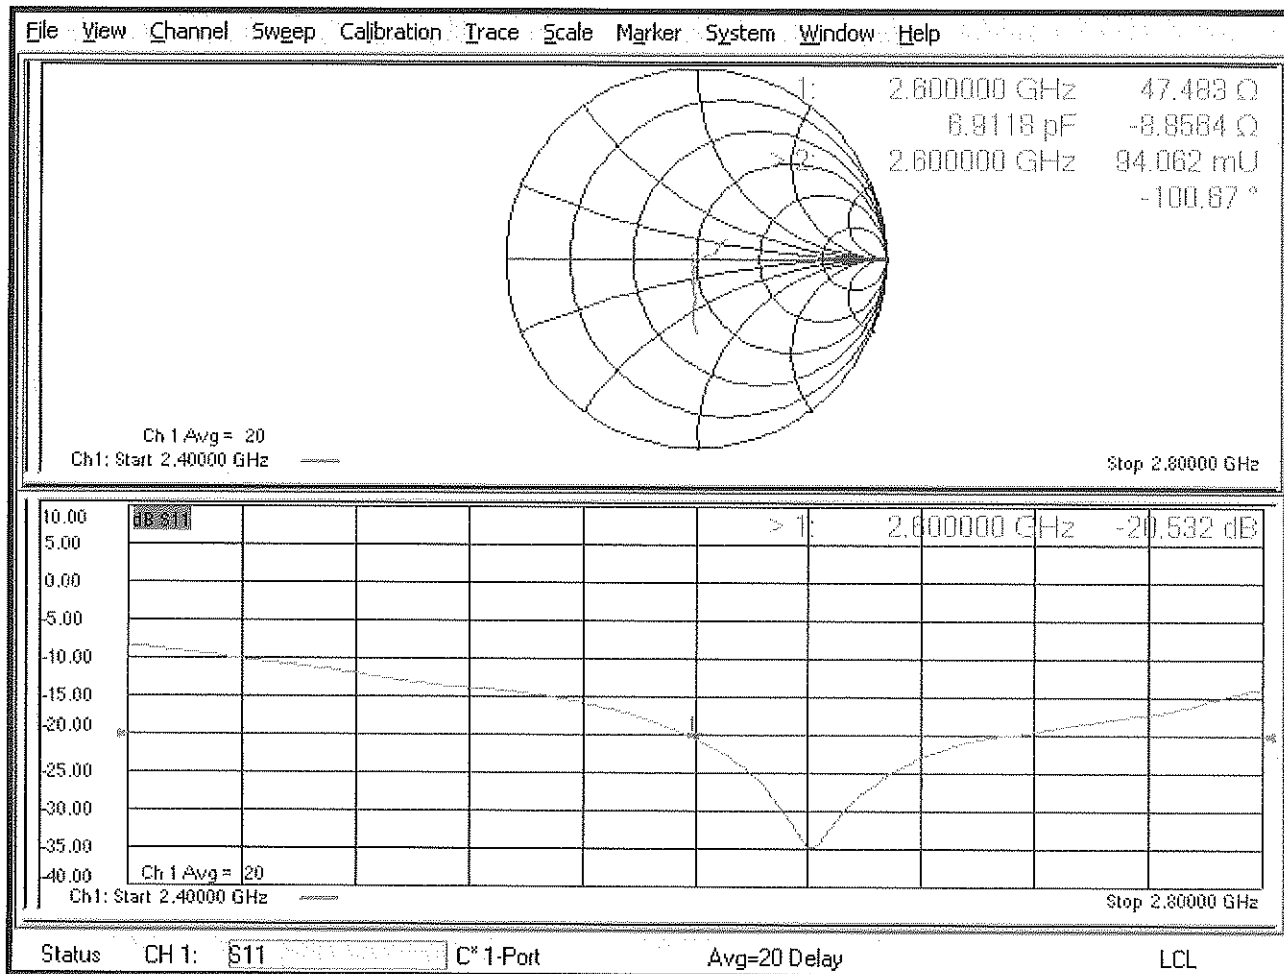 File View Channel Sweep Calibration Trace Scale Marker System Window Help
1: 2.600000 GHz 47.483 Ω
6.9118 pF -8.8564 Ω
> 2: 2.600000 GHz 94.062 mU
-100.67 °
Ch 1 Avg = 20
Ch1: Start 2.40000 GHz Stop 2.80000 GHz
10.00 dB S11 > 1: 2.600000 GHz -20.532 dB
5.00
0.00
-5.00
-10.00
-15.00
-20.00 1
-25.00
-30.00
-35.00
-40.00 Ch 1 Avg = 20
Ch1: Start 2.40000 GHz Stop 2.80000 GHz
Status CH 1: S11 C* 1-Port Avg=20 Delay LCL